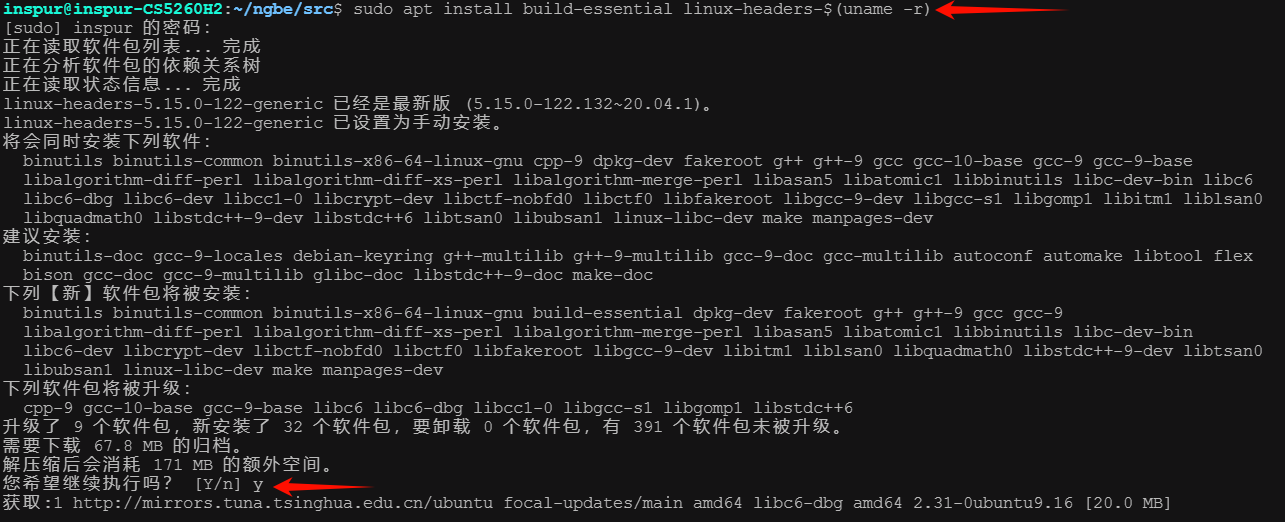 inspur@inspur-CS5260H2:~/ngbe/src$ sudo apt install build-essential linux-headers-$(uname -r)
[sudo] inspur 的密码:
正在读取软件包列表... 完成
正在分析软件包的依赖关系树
正在读取状态信息... 完成
linux-headers-5.15.0-122-generic 已经是最新版 (5.15.0-122.132~20.04.1)。
linux-headers-5.15.0-122-generic 已设置为手动安装。
将会同时安装下列软件:
binutils binutils-common binutils-x86-64-linux-gnu cpp-9 dpkg-dev fakeroot g++ g++-9 gcc gcc-10-base gcc-9 gcc-9-base
libalgorithm-diff-perl libalgorithm-diff-xs-perl libalgorithm-merge-perl libasan5 libatomic1 libbinutils libc-dev-bin libc6
libc6-dbg libc6-dev libcc1-0 libcrypt-dev libctf-nobfd0 libctf0 libfakeroot libgcc-9-dev libgcc-s1 libgomp1 libitm1 liblsan0
libquadmath0 libstdc++-9-dev libstdc++6 libtsan0 libubsan1 linux-libc-dev make manpages-dev
建议安装:
binutils-doc gcc-9-locales debian-keyring g++-multilib g++-9-multilib gcc-9-doc gcc-multilib autoconf automake libtool flex
bison gcc-doc gcc-9-multilib glibc-doc libstdc++-9-doc make-doc
下列【新】软件包将被安装:
binutils binutils-common binutils-x86-64-linux-gnu build-essential dpkg-dev fakeroot g++ g++-9 gcc gcc-9
libalgorithm-diff-perl libalgorithm-diff-xs-perl libalgorithm-merge-perl libasan5 libatomic1 libbinutils libc-dev-bin
libc6-dev libcrypt-dev libctf-nobfd0 libctf0 libfakeroot libgcc-9-dev libitm1 liblsan0 libquadmath0 libstdc++-9-dev libtsan0
libubsan1 linux-libc-dev make manpages-dev
下列软件包将被升级:
cpp-9 gcc-10-base gcc-9-base libc6 libc6-dbg libcc1-0 libgcc-s1 libgomp1 libstdc++6
升级了 9 个软件包，新安装了 32 个软件包，要卸载 0 个软件包，有 391 个软件包未被升级。
需要下载 67.8 MB 的归档。
解压缩后会消耗 171 MB 的额外空间。
您希望继续执行吗？ [Y/n] y
获取:1 http://mirrors.tuna.tsinghua.edu.cn/ubuntu focal-updates/main amd64 libc6-dbg amd64 2.31-0ubuntu9.16 [20.0 MB]